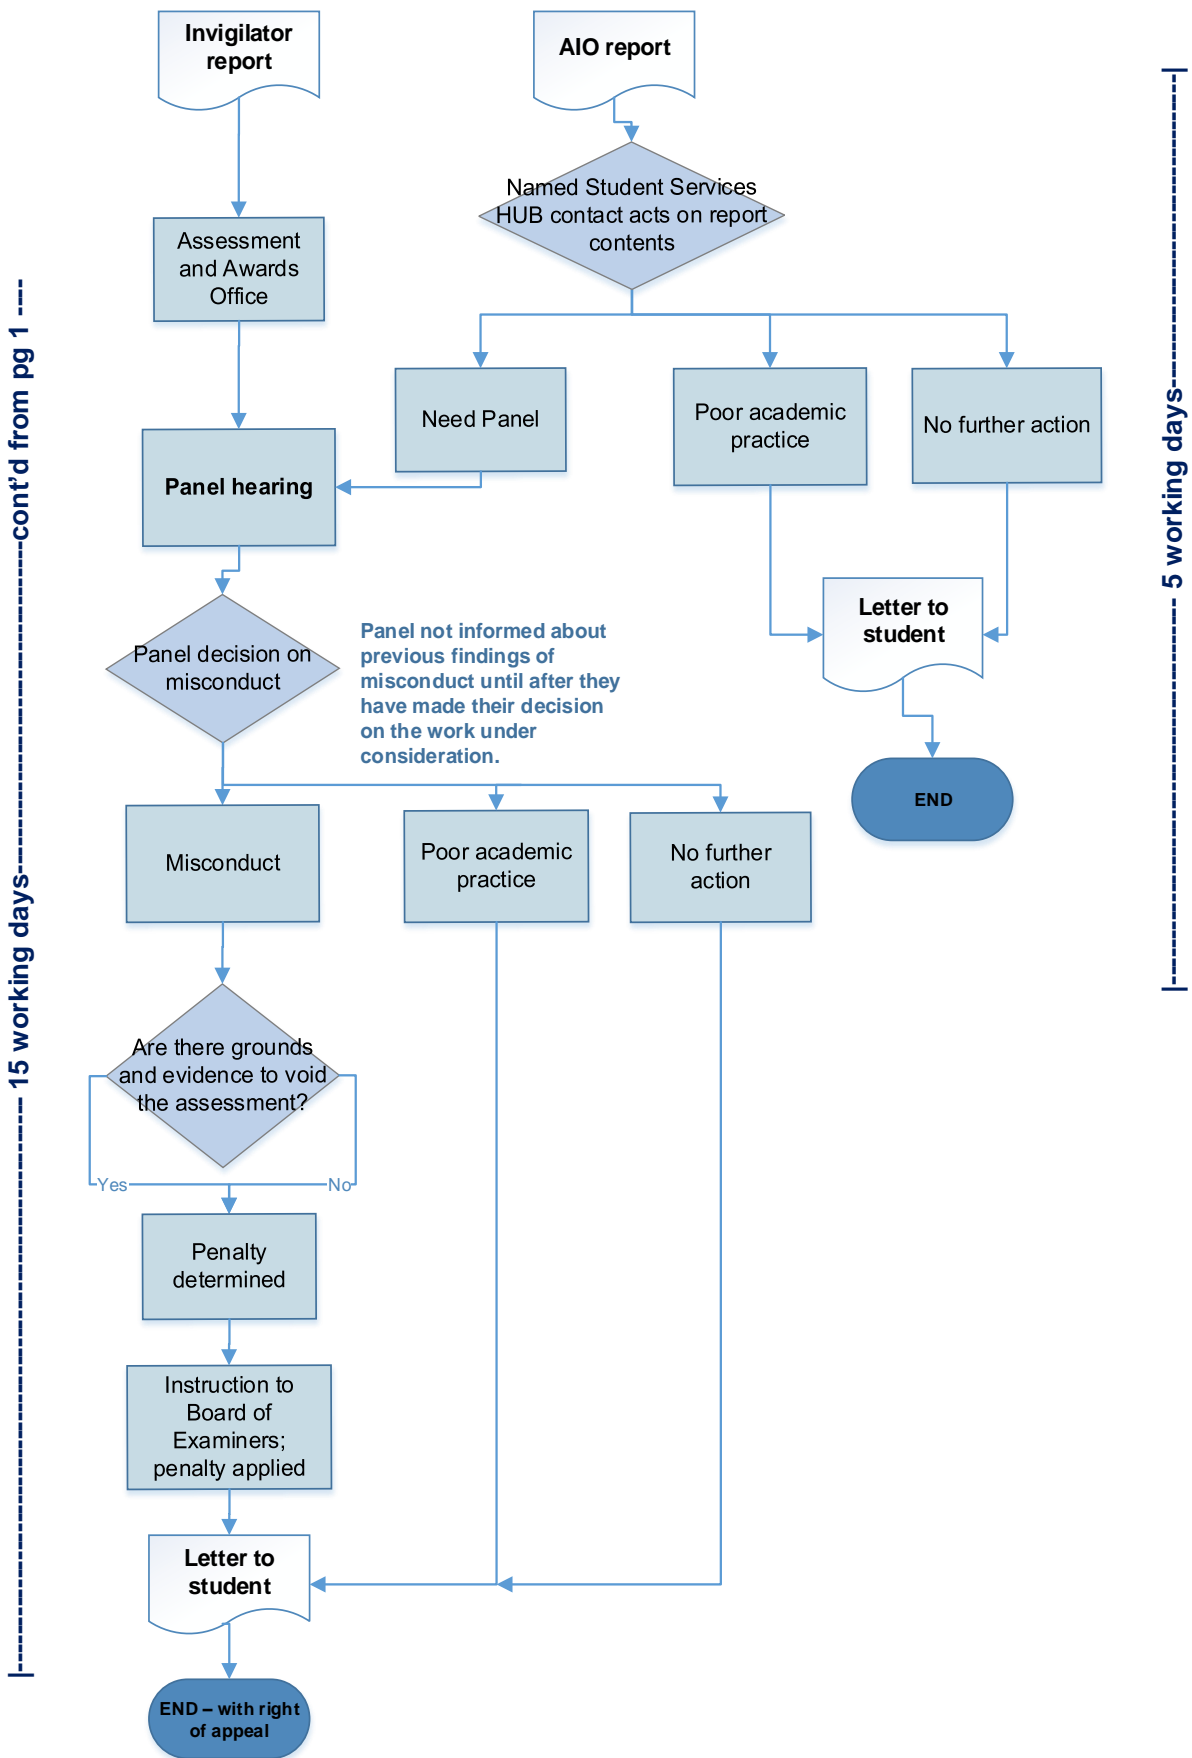 Invigilator
report
AIO report
Named Student Services
HUB contact acts on report
contents
Assessment
and Awards
Office
Need Panel
Poor academic
practice
No further action
Panel hearing
Letter to
student
END
Panel decision on
misconduct
Panel not informed about
previous findings of
misconduct until after they
have made their decision
on the work under
consideration.
Misconduct
Poor academic
practice
No further
action
Are there grounds
and evidence to void
the assessment?
Yes
No
Penalty
determined
Instruction to
Board of
Examiners;
penalty applied
Letter to
student
END – with right
of appeal
|--------------------------- 15 working days---------------------------cont’d from pg 1 ----
|--------------------------- 5 working days---------------------------|